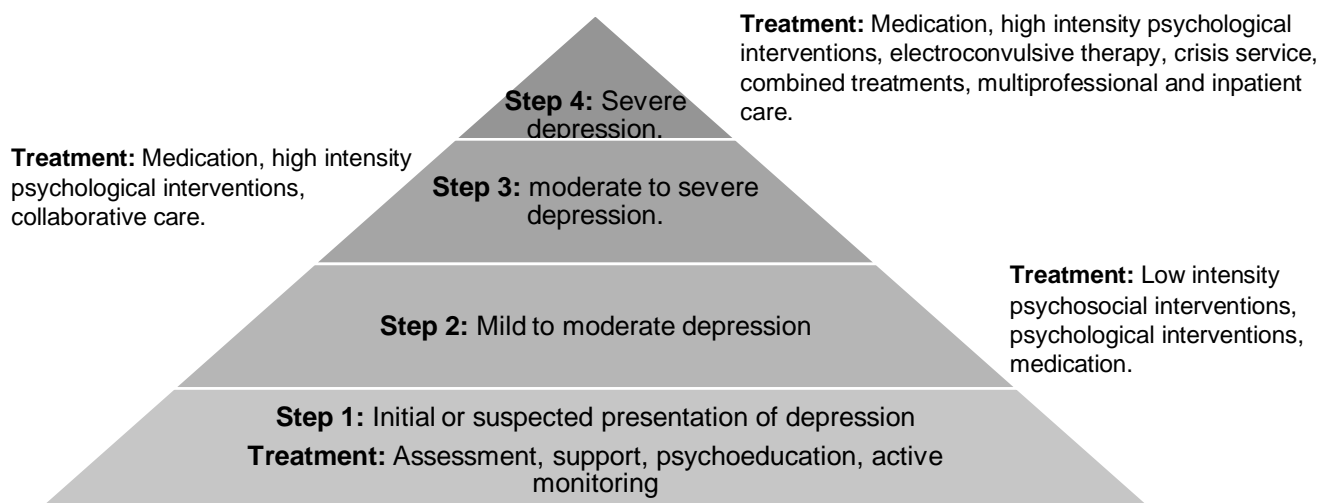 Treatment: Medication, high intensity psychological
interventions, electroconvulsive therapy, crisis service,
combined treatments, multiprofessional and inpatient
care.
Step 4: Severe
depression.
Treatment: Medication, high intensity
psychological interventions,
collaborative care.
Step 3: moderate to severe
depression.
Treatment: Low intensity
psychosocial interventions,
psychological interventions,
medication.
Step 2: Mild to moderate depression
Step 1: Initial or suspected presentation of depression
Treatment: Assessment, support, psychoeducation, active
monitoring